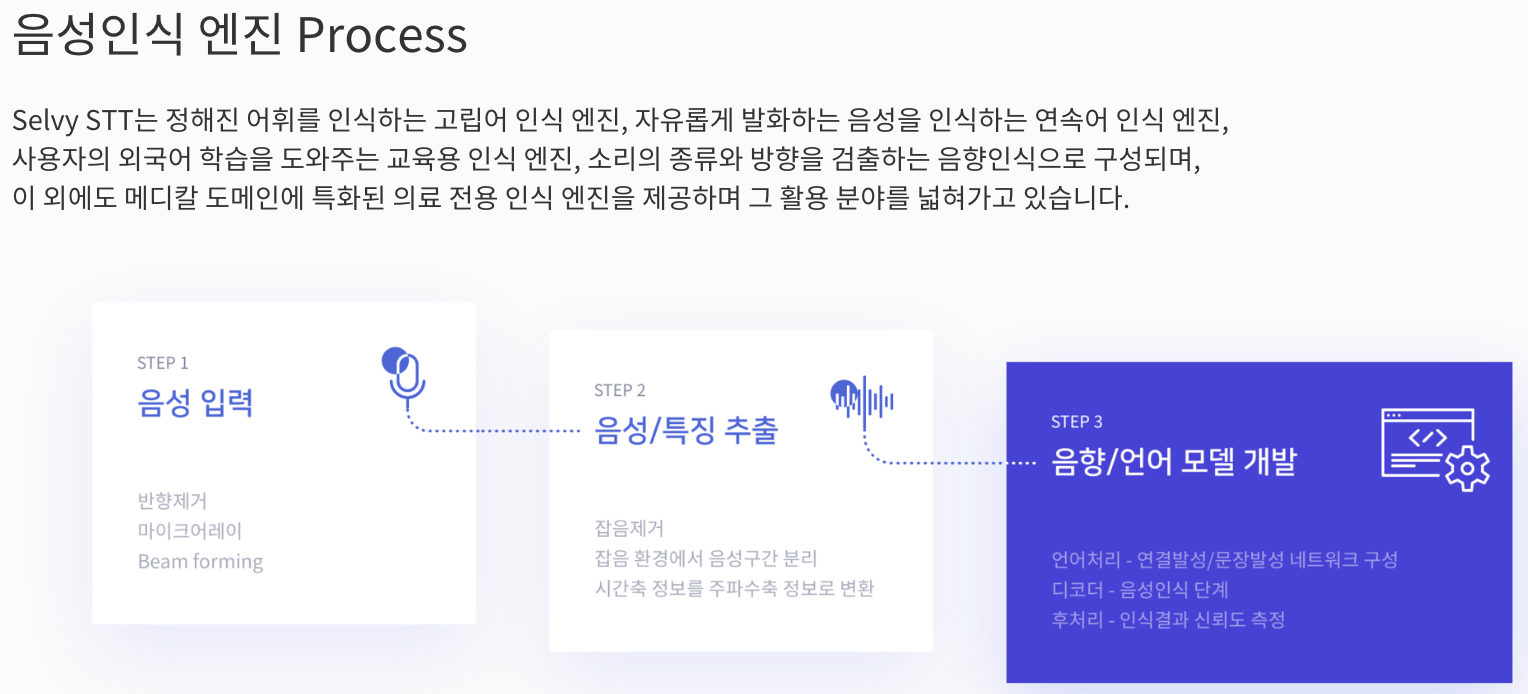 음성인식 엔진 Process
Selvy STT는 정해진 어휘를 인식하는 고립어 인식 엔진, 자유롭게 발화하는 음성을 인식하는 연속어 인식 엔진,
사용자의 외국어 학습을 도와주는 교육용 인식 엔진, 소리의 종류와 방향을 검출하는 음향인식으로 구성되며,
이 외에도 메디칼 도메인에 특화된 의료 전용 인식 엔진을 제공하며 그 활용 분야를 넓혀가고 있습니다.
STEP 1
음성 입력
반향제거
마이크어레이
Beam forming
STEP 2
음성/특징 추출
잡음제거
잡음 환경에서 음성구간 분리
시간축 정보를 주파수축 정보로 변환
STEP 3
음향/언어 모델 개발
언어처리 - 연결발성/문장발성 네트워크 구성
디코더 - 음성인식 단계
후처리 - 인식결과 신뢰도 측정